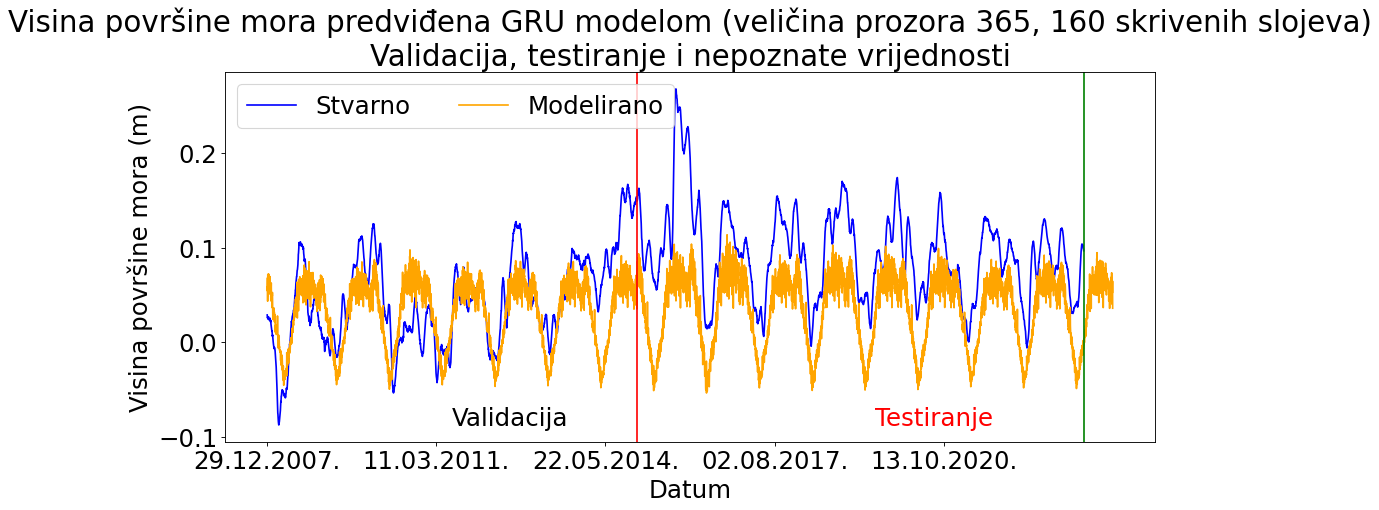 Visina površine mora predviđena GRU modelom (veličina prozora 365, 160 skrivenih slojeva)
Validacija, testiranje i nepoznate vrijednosti
Stvarno
Modelirano
Visina površine mora (m)
0.2
0.1
0.0
−0.1
Validacija
Testiranje
29.12.2007.
11.03.2011.
22.05.2014.
02.08.2017.
13.10.2020.
Datum